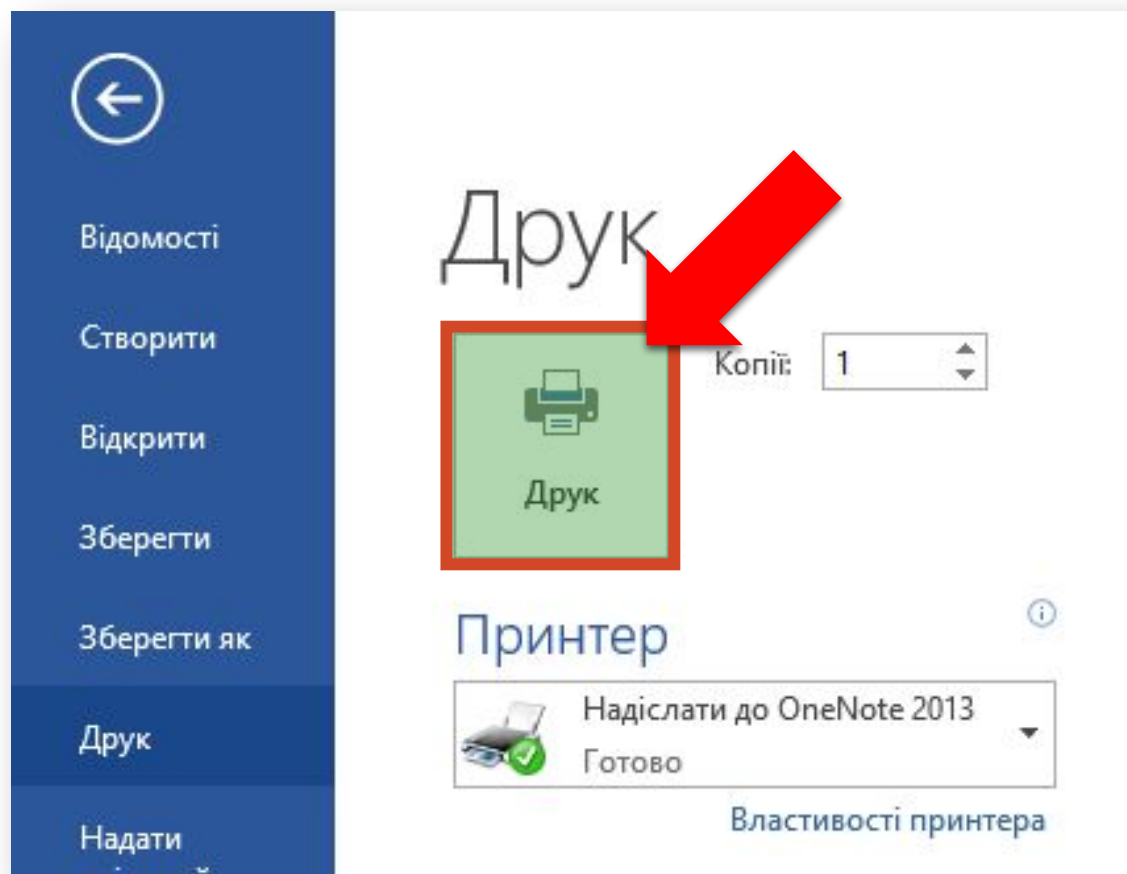 Відомості
Створити
Відкрити
Зберегти
Зберегти як
Друк
Надати
Друк
Копії:
1
Друк
Принтер
Надіслати до OneNote 2013
Готово
Властивості принтера